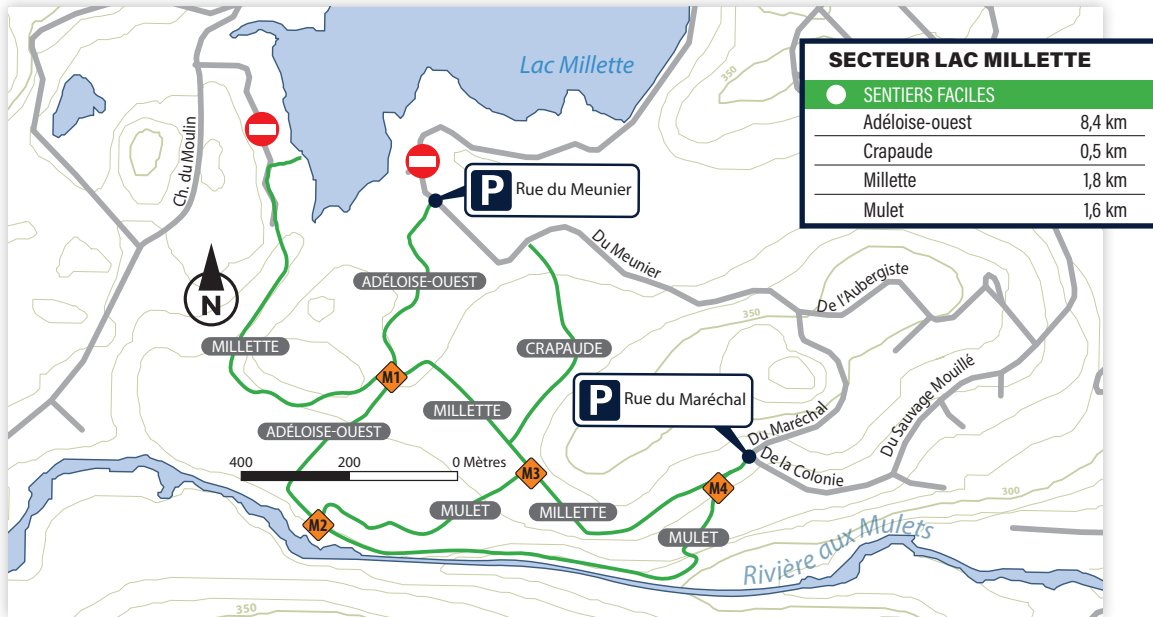 Lac Millette
SECTEUR LAC MILLETTE
SENTIERS FACILES
Adéloise-ouest 8,4 km
Crapaude 0,5 km
Millette 1,8 km
Mulet 1,6 km
350
Ch. du Moulin
P Rue du Meunier
Du Meunier
ADÉLOISE-OUEST
De l'Aubergiste
N
350
MILLETTE
CRAPAUDE
M1
P Rue du Maréchal
MILLETTE
Du Maréchal
Du Sauvage Mouillé
ADÉLOISE-OUEST
De la Colonie
400 200 0 Mètres
M3
M4
300
MULET
MILLETTE
M2
MULET
Rivière aux Mulets
350